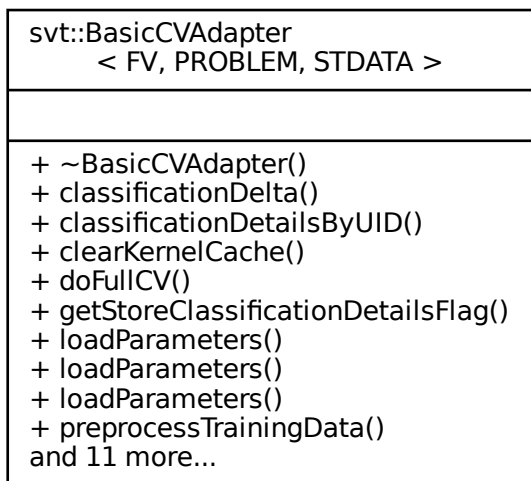 svt::BasicCVAdapter
< FV, PROBLEM, STDATA >
+ ~BasicCVAdapter()
+ classificationDelta()
+ classificationDetailsByUID()
+ clearKernelCache()
+ doFullCV()
+ getStoreClassificationDetailsFlag()
+ loadParameters()
+ loadParameters()
+ loadParameters()
+ preprocessTrainingData()
and 11 more...